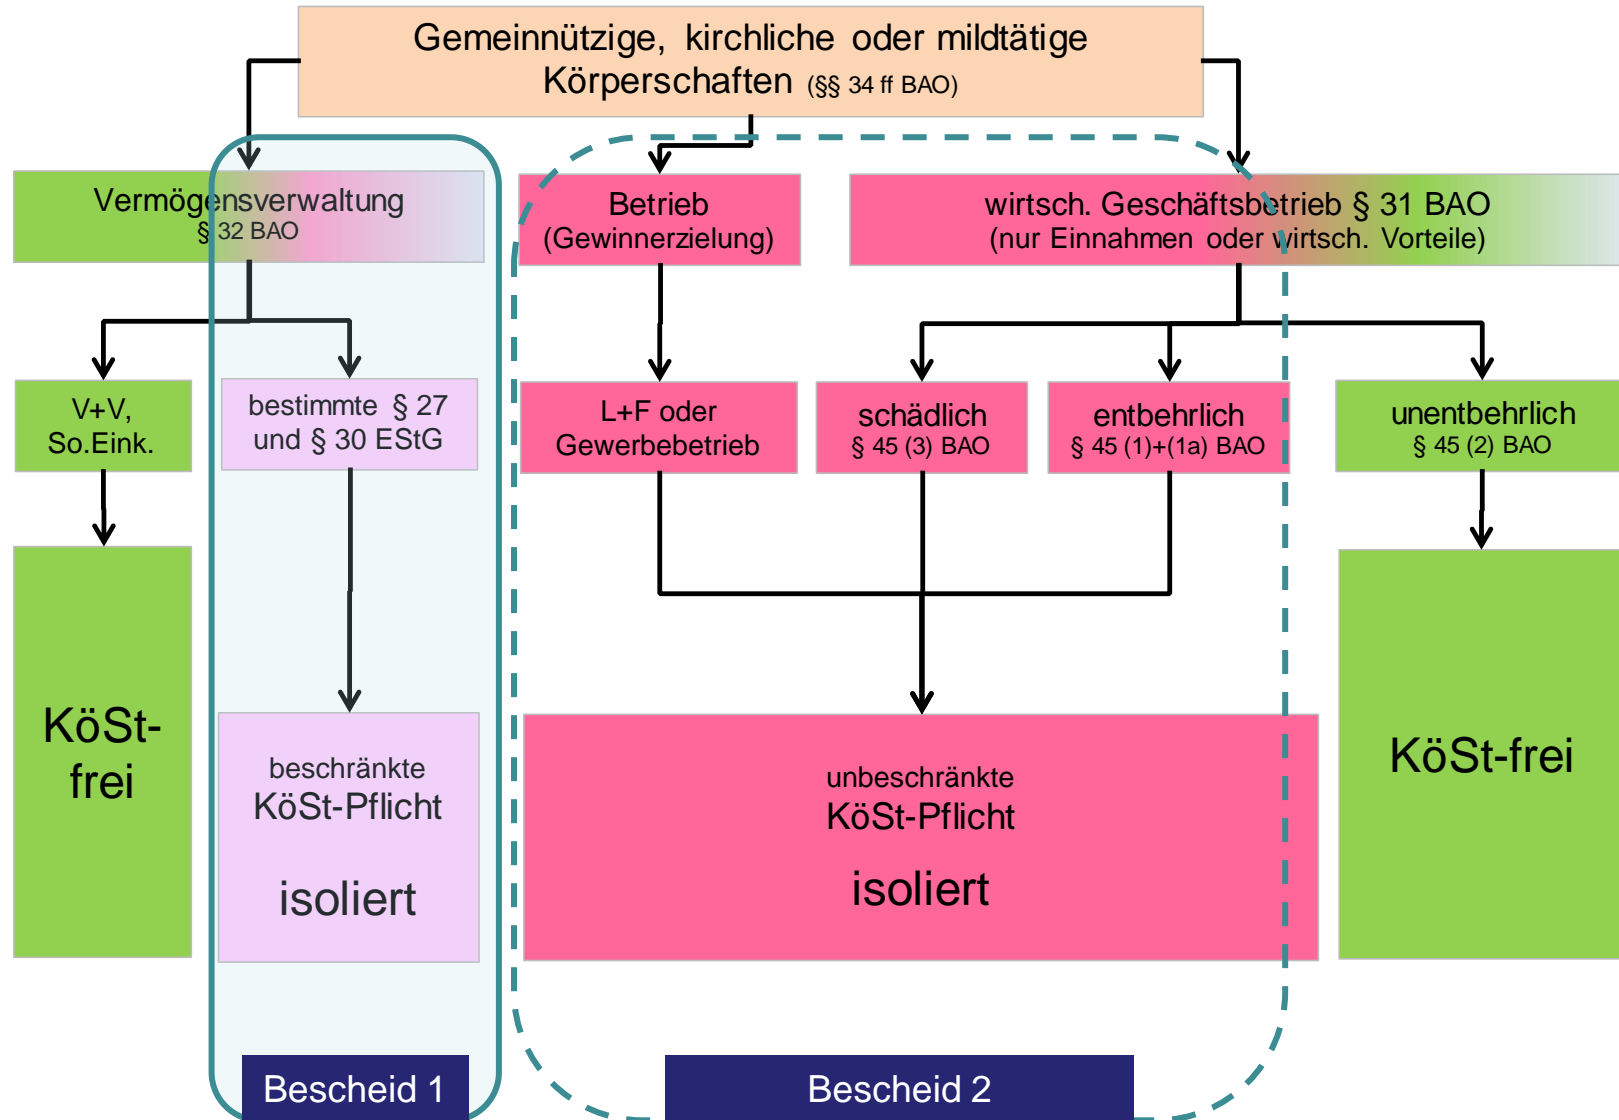 Gemeinnützige, kirchliche oder mildtätige
Körperschaften (§§ 34 ff BAO)
Vermögensverwaltung
§ 32 BAO
Betrieb
(Gewinnerzielung)
wirtsch. Geschäftsbetrieb § 31 BAO
(nur Einnahmen oder wirtsch. Vorteile)
V+V,
So.Eink.
bestimmte § 27
und § 30 EStG
L+F oder
Gewerbebetrieb
schädlich
§ 45 (3) BAO
entbehrlich
§ 45 (1)+(1a) BAO
unentbehrlich
§ 45 (2) BAO
KöSt-
frei
beschränkte
KöSt-Pflicht
isoliert
unbeschränkte
KöSt-Pflicht
isoliert
KöSt-frei
Bescheid 1
Bescheid 2